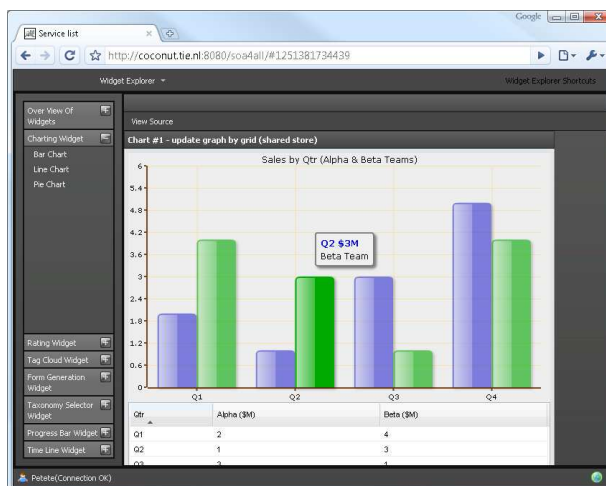 Google
Service list
http://coconut.tie.nl:8080/soa4all/#1251381734439
Widget Explorer
Widget Explorer Shortcuts
Over View Of
Widgets
Charting Widget
Bar Chart
Line Chart
Pie Chart
Rating Widget
Tag Cloud Widget
Form Generation
Widget
Taxonomy Selector
Widget
Progress Bar Widget
Time Line Widget
View Source
Chart #1 - update graph by grid (shared store)
Sales by Qtr (Alpha & Beta Teams)
6
5.4
4.8
4.2
3.6
3
2.4
1.8
1.2
0.6
0
Q2 $3M
Beta Team
Q1 Q2 Q3 Q4
Qtr Alpha ($M) Beta ($M)
Q1 2 4
Q2 1 3
Q3 3 1
Petete(Connection OK)